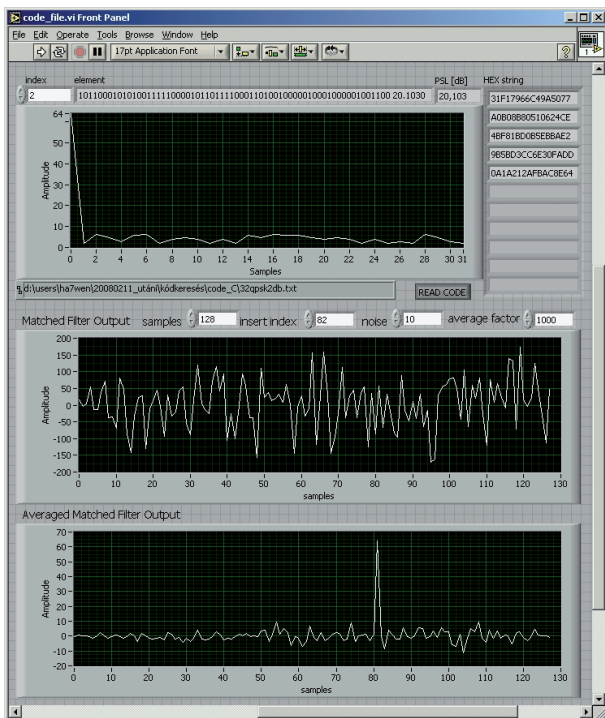 code_file.vi Front Panel
File Edit Operate Tools Browse Window Help
17pt Application Font
?
1
index element PSL [dB] HEX string
2 1011000101010011111000010110111100011010010000010001000001001100 20.1030 20,103
31F17966C49A5077
A0B08B80510624CE
4BF81BD0B5EBBAE2
9B5BD3CC6E30FADD
0A1A212AFBAC8E64
64
50
40
30
20
10
0
Amplitude
0 2 4 6 8 10 12 14 16 18 20 22 24 26 28 30 31
Samples
d:\users\ha7wen\20080211_utáni\kódkeresés\code_C\32qpsk2db.txt
READ CODE
Matched Filter Output samples 128 insert index 82 noise 10 average factor 1000
200
150
100
50
0
-50
-100
-150
-200
Amplitude
0 10 20 30 40 50 60 70 80 90 100 110 120 130
samples
Averaged Matched Filter Output
70
60
50
40
30
20
10
0
-10
-20
Amplitude
0 10 20 30 40 50 60 70 80 90 100 110 120 130
samples